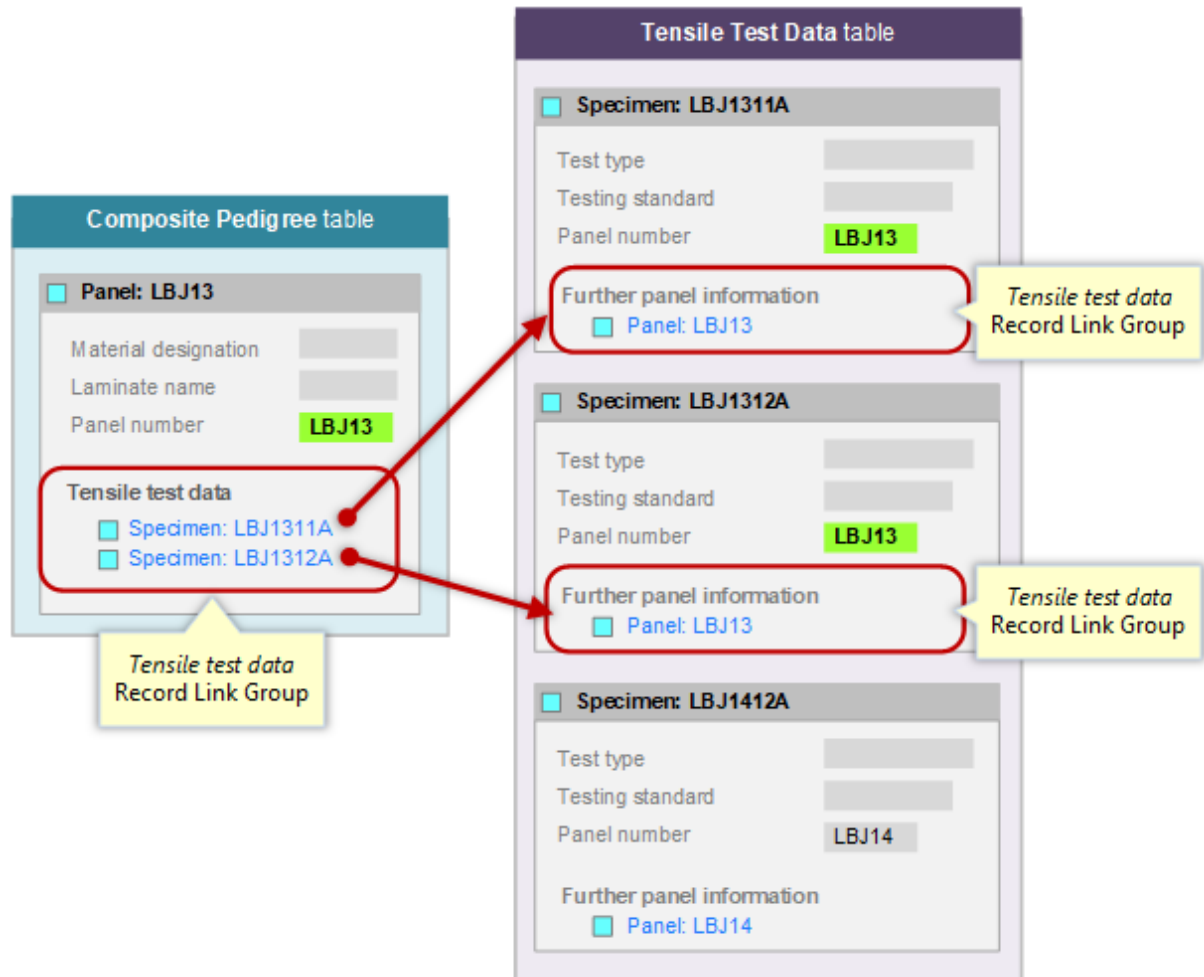 Composite Pedigree table
Panel: LBJ13
Material designation
Laminate name
Panel number LBJ13
Tensile test data
Specimen: LBJ1311A
Specimen: LBJ1312A
Tensile test data
Record Link Group
Tensile Test Data table
Specimen: LBJ1311A
Test type
Testing standard
Panel number LBJ13
Further panel information
Panel: LBJ13
Tensile test data
Record Link Group
Specimen: LBJ1312A
Test type
Testing standard
Panel number LBJ13
Further panel information
Panel: LBJ13
Tensile test data
Record Link Group
Specimen: LBJ1412A
Test type
Testing standard
Panel number LBJ14
Further panel information
Panel: LBJ14